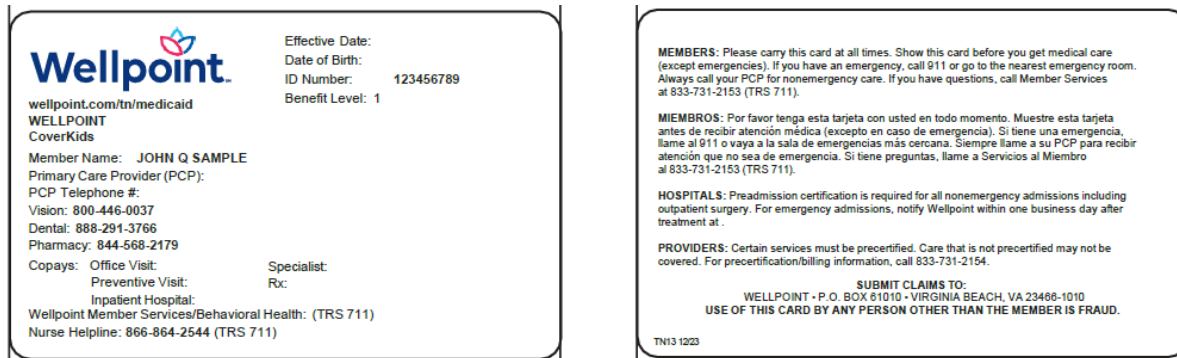 Wellpoint
Effective Date:
Date of Birth:
ID Number: 123456789
Benefit Level: 1
wellpoint.com/tn/medicaid
WELLPOINT
CoverKids
Member Name: JOHN Q SAMPLE
Primary Care Provider (PCP):
PCP Telephone #:
Vision: 800-446-0037
Dental: 888-291-3766
Pharmacy: 844-568-2179
Copays: Office Visit: Specialist:
Preventive Visit: Rx:
Inpatient Hospital:
Wellpoint Member Services/Behavioral Health: (TRS 711)
Nurse Helpline: 866-864-2544 (TRS 711)
MEMBERS: Please carry this card at all times. Show this card before you get medical care
(except emergencies). If you have an emergency, call 911 or go to the nearest emergency room.
Always call your PCP for nonemergency care. If you have questions, call Member Services
at 833-731-2153 (TRS 711).
MIEMBROS: Por favor tenga esta tarjeta con usted en todo momento. Muestre esta tarjeta
antes de recibir atención médica (excepto en caso de emergencia). Si tiene una emergencia,
llame al 911 o vaya a la sala de emergencias más cercana. Siempre llame a su PCP para recibir
atención que no sea de emergencia. Si tiene preguntas, llame a Servicios al Miembro
al 833-731-2153 (TRS 711).
HOSPITALS: Preadmission certification is required for all nonemergency admissions including
outpatient surgery. For emergency admissions, notify Wellpoint within one business day after
treatment at .
PROVIDERS: Certain services must be precertified. Care that is not precertified may not be
covered. For precertification/billing information, call 833-731-2154.
SUBMIT CLAIMS TO:
WELLPOINT • P.O. BOX 61010 • VIRGINIA BEACH, VA 23466-1010
USE OF THIS CARD BY ANY PERSON OTHER THAN THE MEMBER IS FRAUD.
TN13 12/23